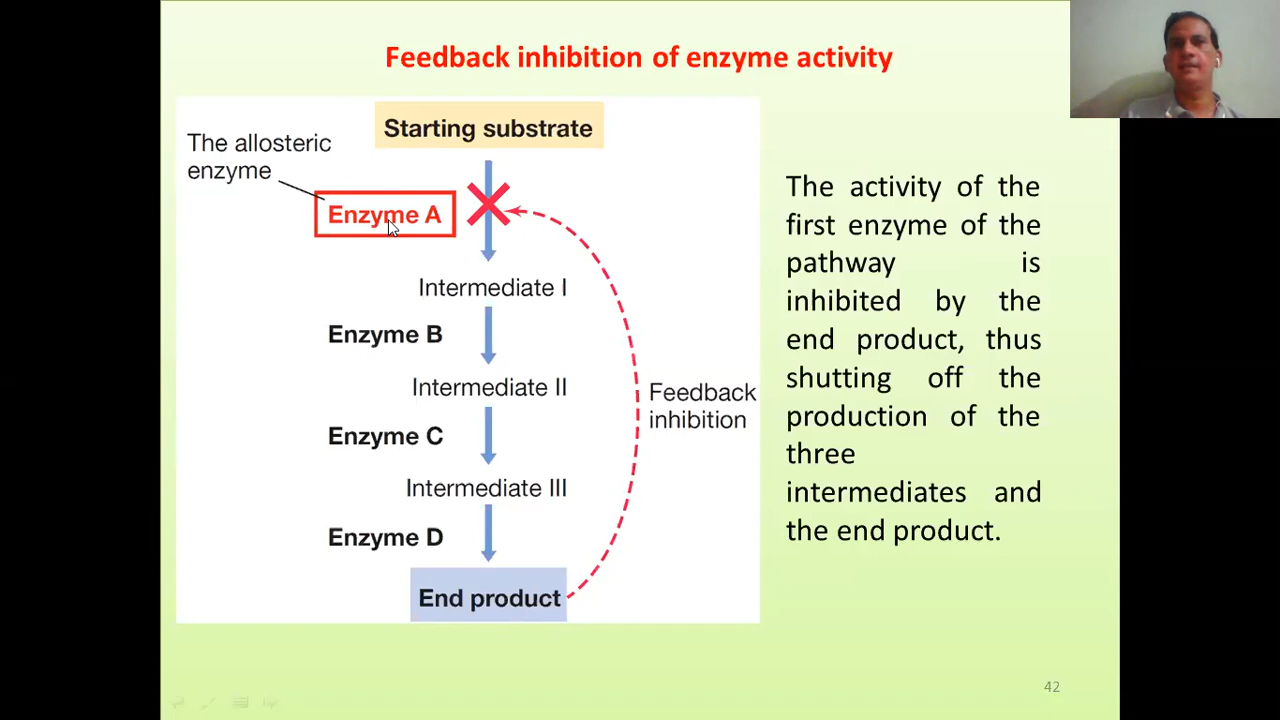 Feedback inhibition of enzyme activity
The allosteric
enzyme
Starting substrate
Enzyme A
Intermediate I
Enzyme B
Intermediate II
Enzyme C
Intermediate III
Enzyme D
End product
Feedback
inhibition
The activity of the
first enzyme of the
pathway is
inhibited by the
end product, thus
shutting off the
production of the
three
intermediates and
the end product.
42